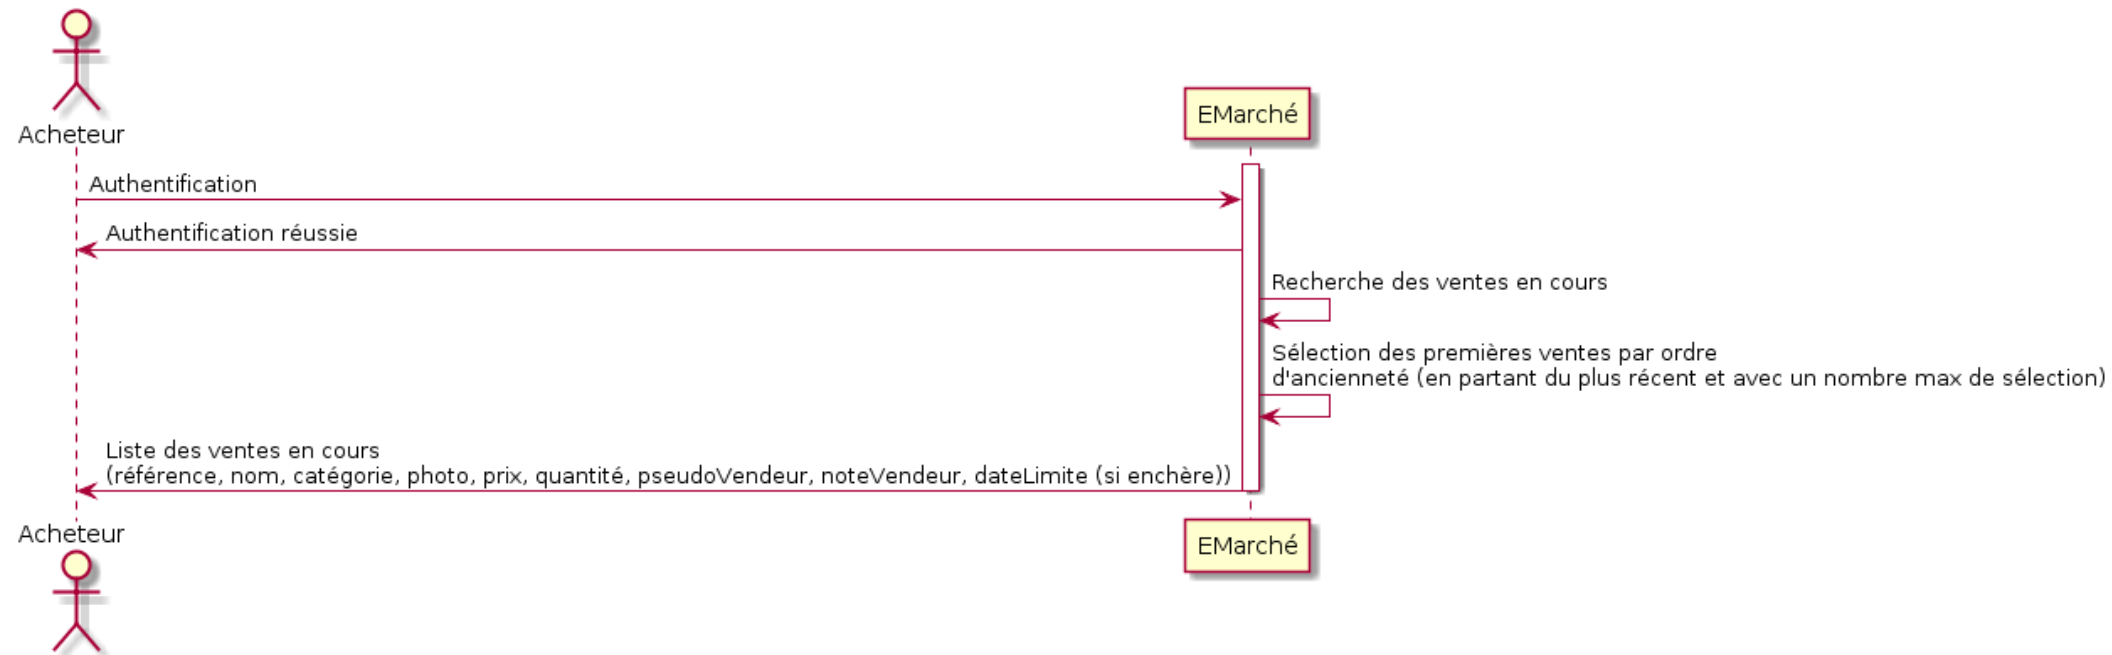 Acheteur
EMarché
Authentification
Authentification réussie
Recherche des ventes en cours
Sélection des premières ventes par ordre
d'ancienneté (en partant du plus récent et avec un nombre max de sélection)
Liste des ventes en cours
(référence, nom, catégorie, photo, prix, quantité, pseudoVendeur, noteVendeur, dateLimite (si enchère))
Acheteur
EMarché